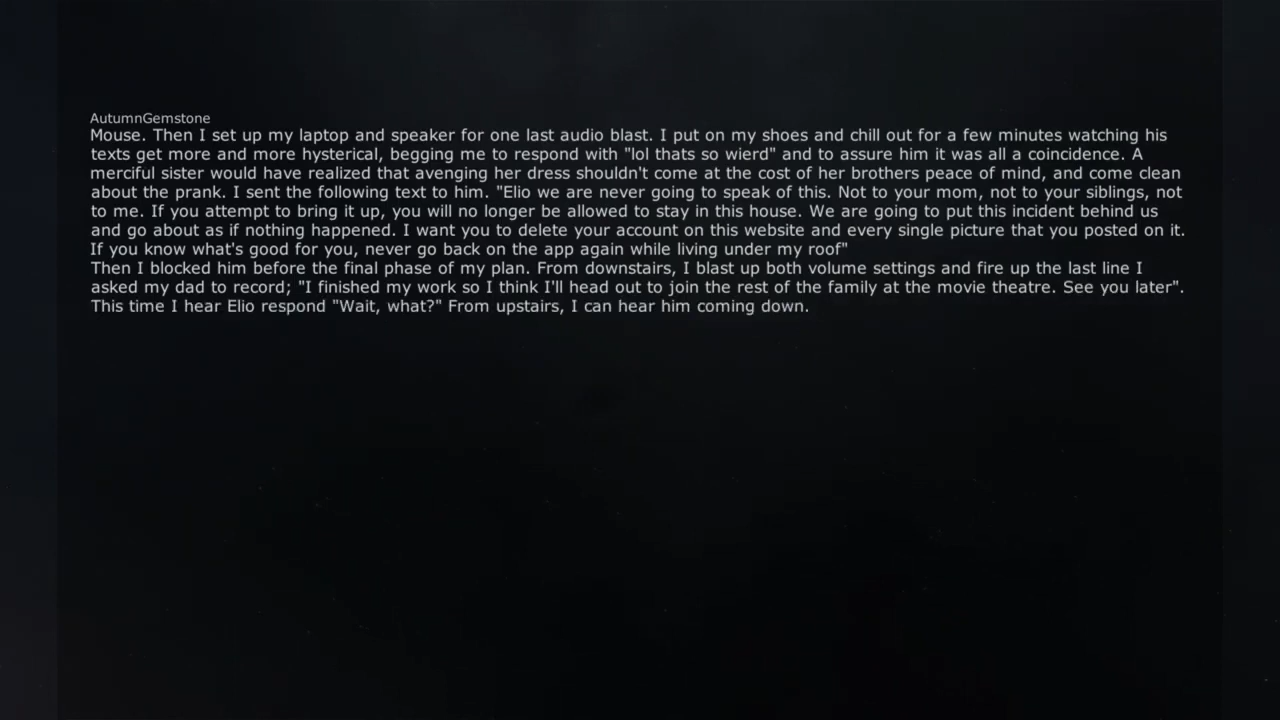 AutumnGemstone
Mouse. Then I set up my laptop and speaker for one last audio blast. I put on my shoes and chill out for a few minutes watching his
texts get more and more hysterical, begging me to respond with "lol thats so wierd" and to assure him it was all a coincidence. A
merciful sister would have realized that avenging her dress shouldn't come at the cost of her brothers peace of mind, and come clean
about the prank. I sent the following text to him. "Elio we are never going to speak of this. Not to your mom, not to your siblings, not
to me. If you attempt to bring it up, you will no longer be allowed to stay in this house. We are going to put this incident behind us
and go about as if nothing happened. I want you to delete your account on this website and every single picture that you posted on it.
If you know what's good for you, never go back on the app again while living under my roof"
Then I blocked him before the final phase of my plan. From downstairs, I blast up both volume settings and fire up the last line I
asked my dad to record; "I finished my work so I think I'll head out to join the rest of the family at the movie theatre. See you later".
This time I hear Elio respond "Wait, what?" From upstairs, I can hear him coming down.